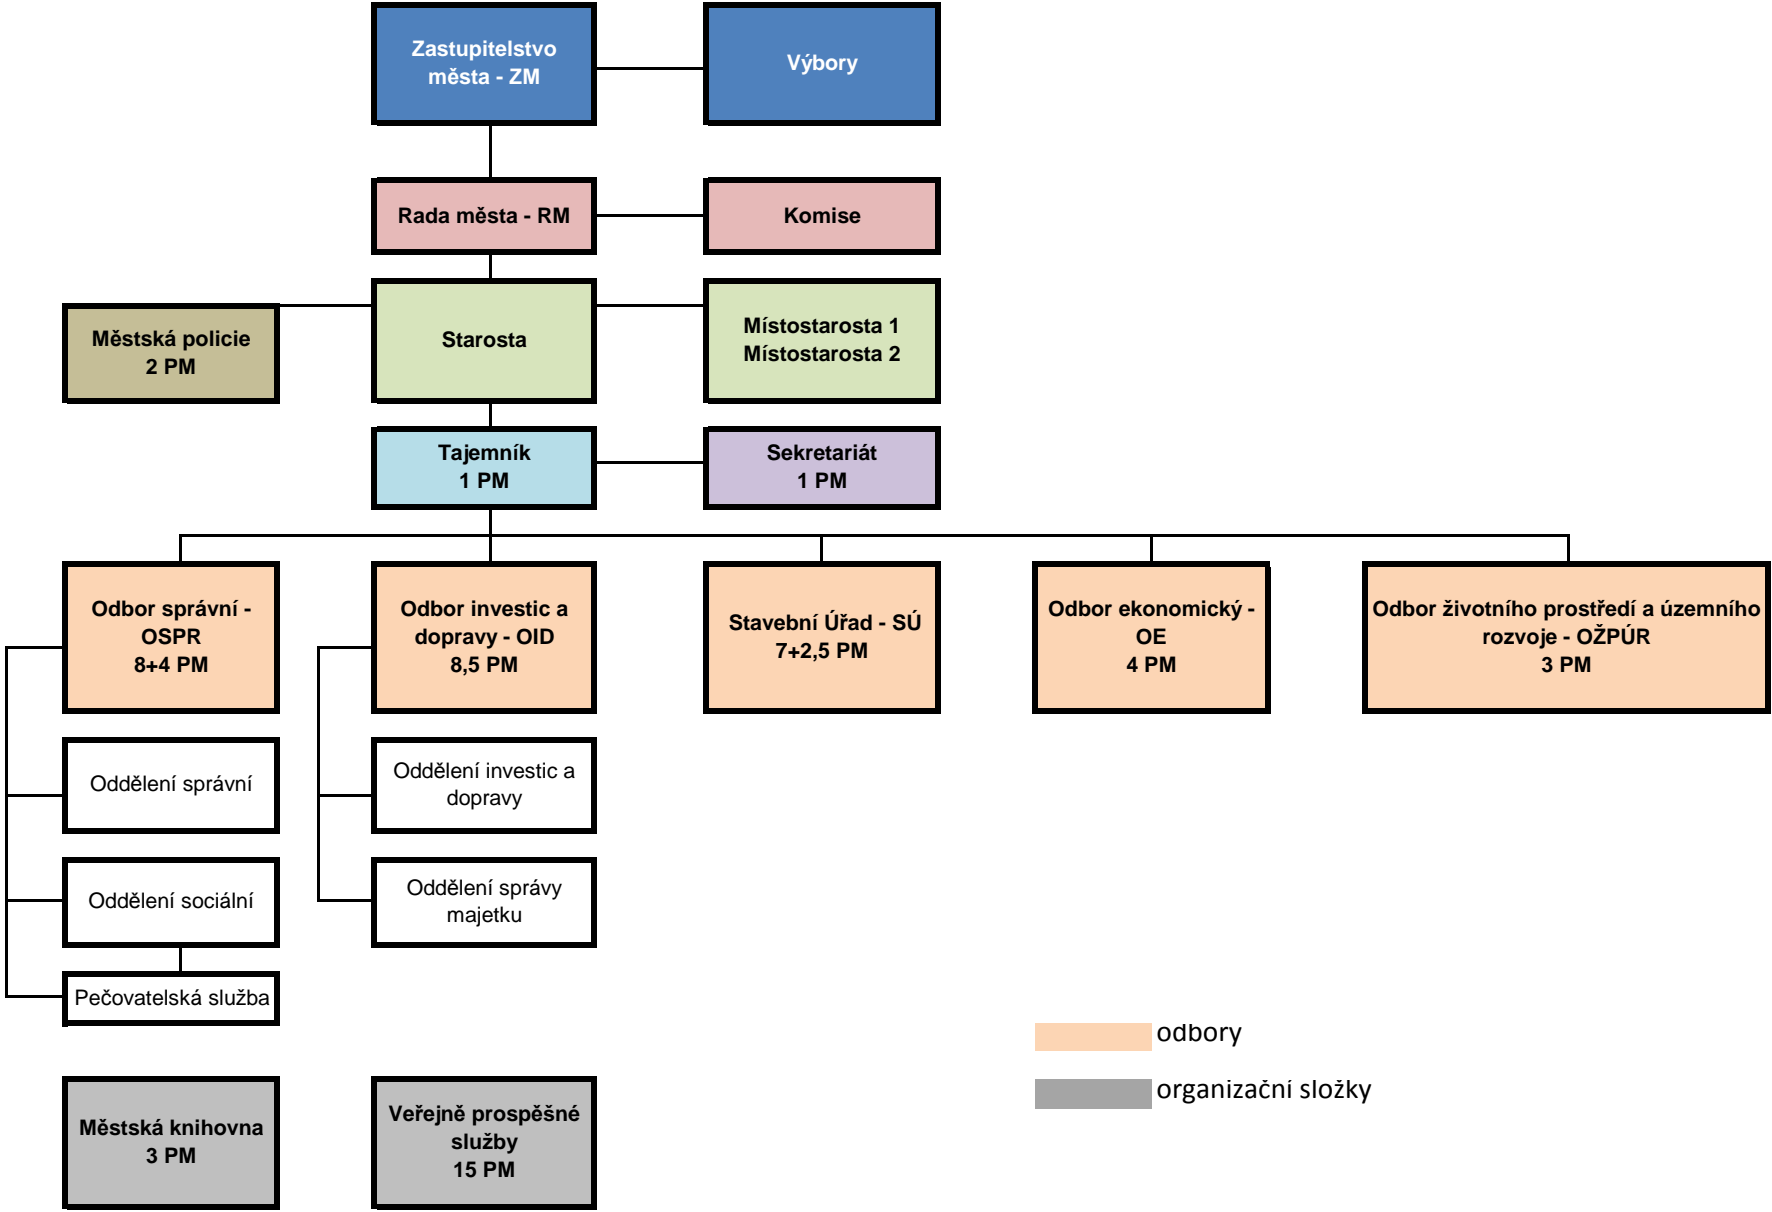 Zastupitelstvo
města - ZM
Výbory
Rada města - RM
Komise
Městská policie
2 PM
Starosta
Místostarosta 1
Místostarosta 2
Tajemník
1 PM
Sekretariát
1 PM
Odbor správní -
OSPR
8+4 PM
Odbor investic a
dopravy - OID
8,5 PM
Stavební Úřad - SÚ
7+2,5 PM
Odbor ekonomický -
OE
4 PM
Odbor životního prostředí a územního
rozvoje - OŽPÚR
3 PM
Oddělení správní
Oddělení investic a
dopravy
Oddělení sociální
Oddělení správy
majetku
Pečovatelská služba
odbory
organizační složky
Městská knihovna
3 PM
Veřejně prospěšné
služby
15 PM